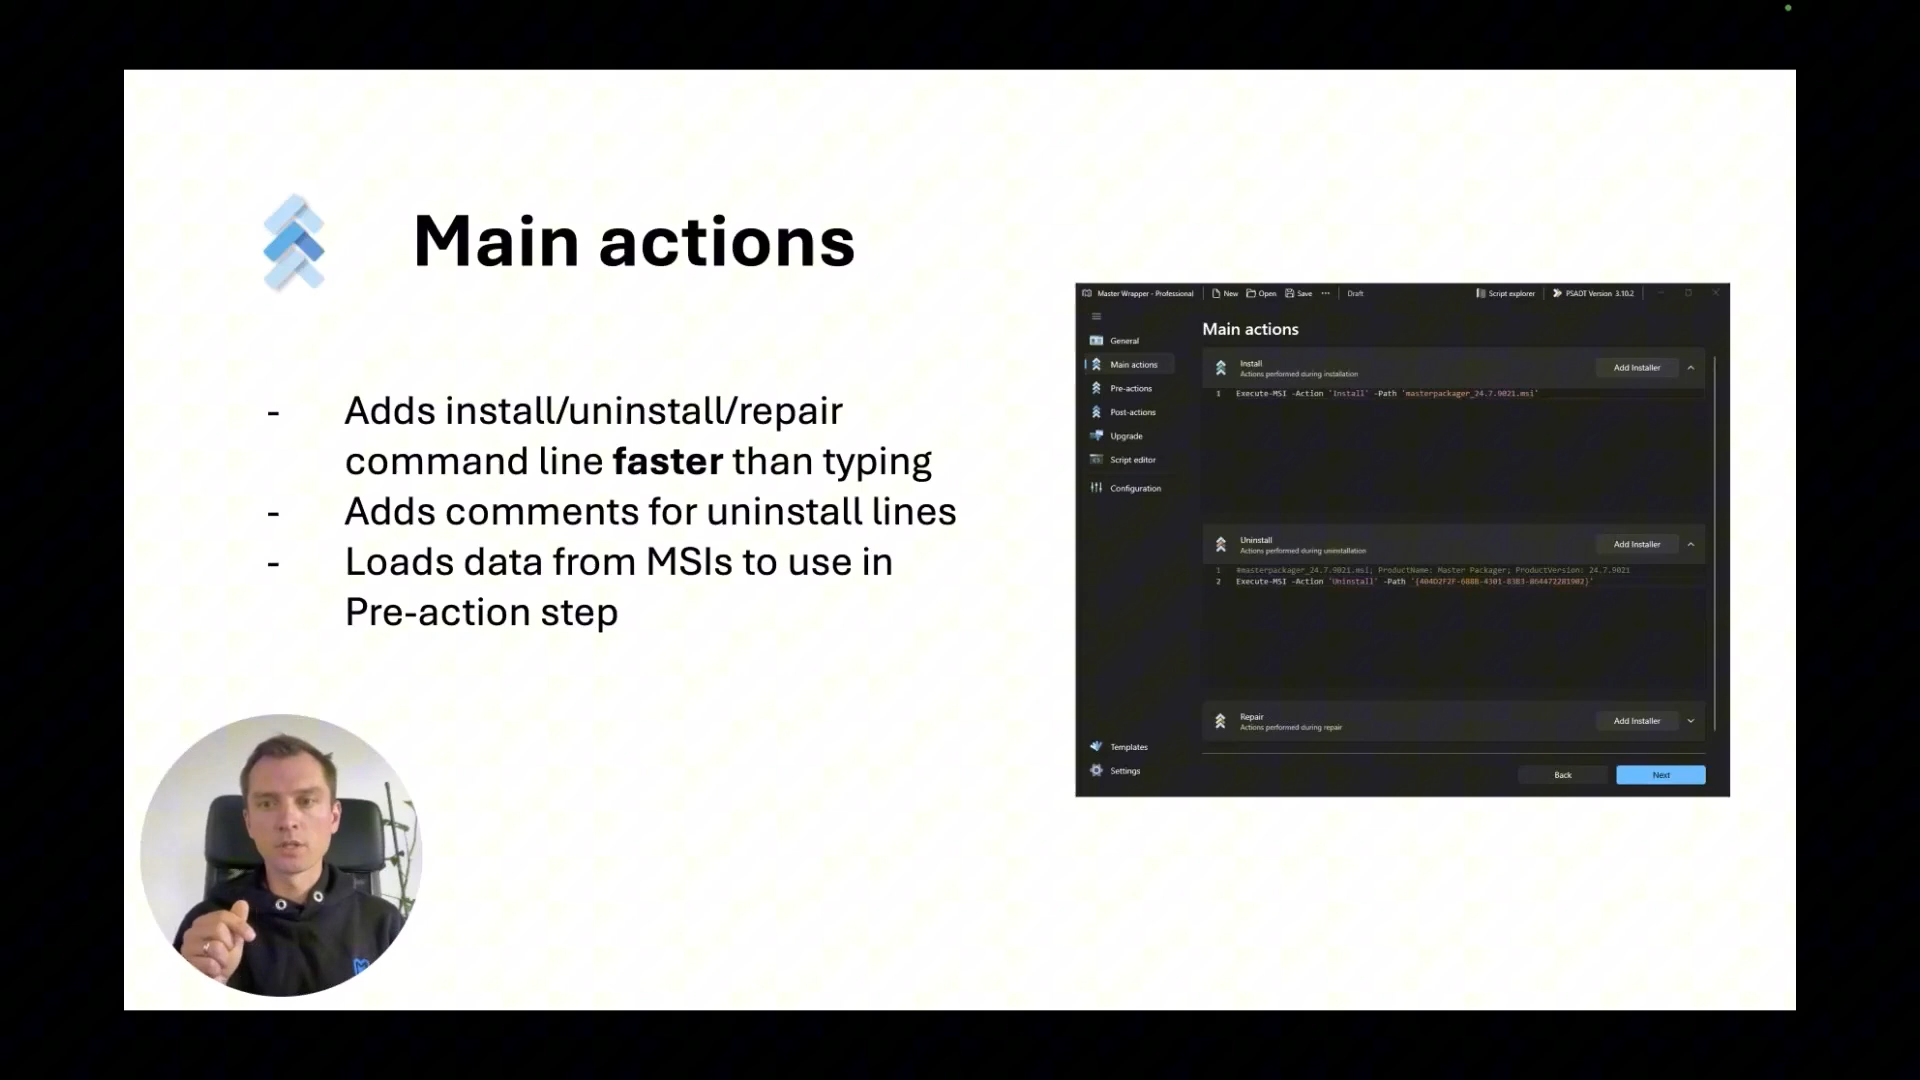 Main actions
- Adds install/uninstall/repair
command line faster than typing
- Adds comments for uninstall lines
- Loads data from MSIs to use in
Pre-action step
Master Wrapper - Professional
New
Open
Save
Draft
Script explorer
PSADT Version 3.10.2
General
Main actions
Pre-actions
Post-actions
Upgrade
Script editor
Configuration
Templates
Settings
Main actions
Install
Actions performed during installation
Add Installer
1 Execute-MSI -Action 'Install' -Path 'masterpackager_24.7.9021.msi'
Uninstall
Actions performed during uninstallation
Add Installer
1 #masterpackager_24.7.9021.msi; ProductName: Master Packager; ProductVersion: 24.7.9021
2 Execute-MSI -Action 'Uninstall' -Path
Repair
Actions performed during repair
Add Installer
Back
Next